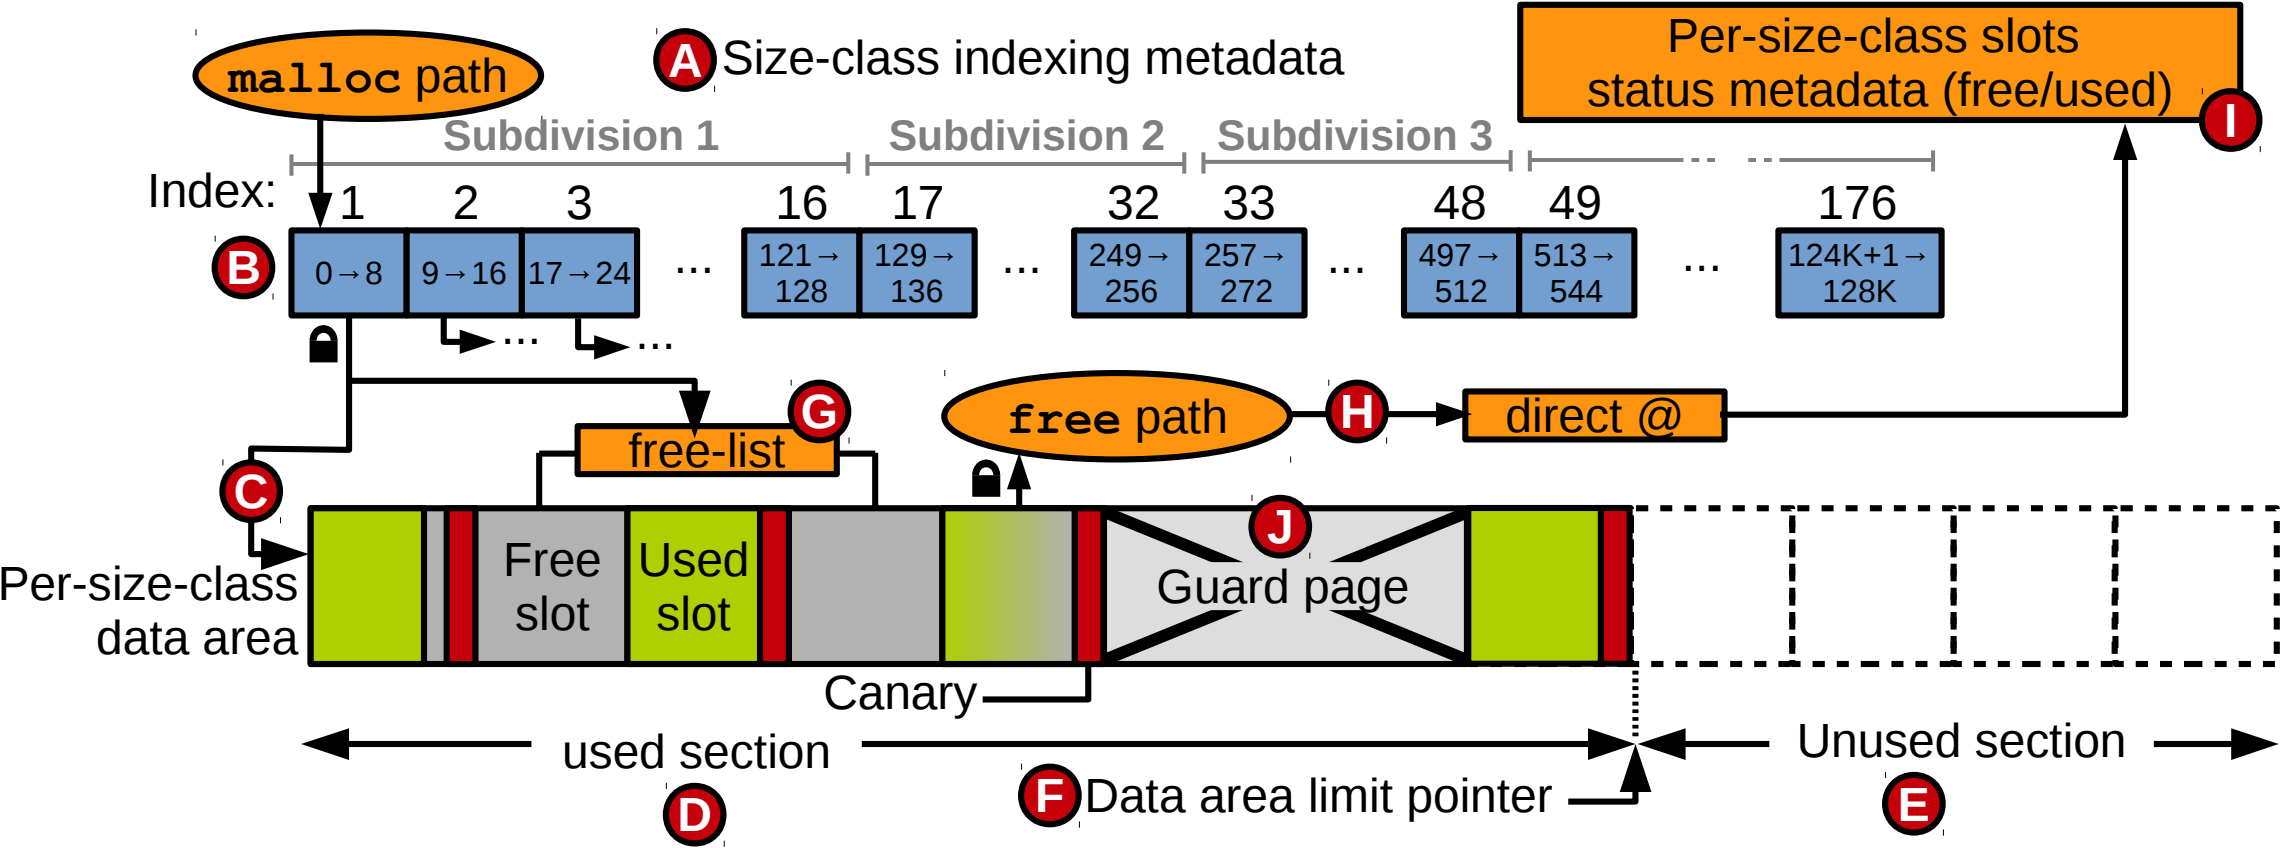 malloc path
A Size-class indexing metadata
Per-size-class slots
status metadata (free/used)
I
Subdivision 1
Subdivision 2
Subdivision 3
Index:
1 2 3 16 17 32 33 48 49 176
B
0→8
9→16
17→24
...
121→
128
129→
136
...
249→
256
257→
272
...
497→
512
513→
544
...
124K+1→
128K
...
...
G
free-list
free path
H
direct @
C
Per-size-class
data area
Free
slot
Used
slot
J
Guard page
Canary
used section
D
Unused section
E
F Data area limit pointer